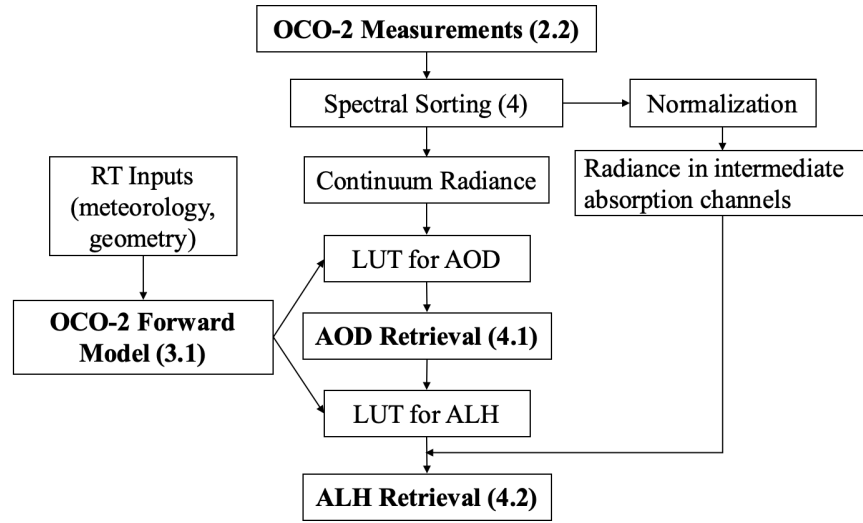 OCO-2 Measurements (2.2)
Spectral Sorting (4)
Normalization
RT Inputs
(meteorology,
geometry)
Continuum Radiance
Radiance in intermediate
absorption channels
LUT for AOD
OCO-2 Forward
Model (3.1)
AOD Retrieval (4.1)
LUT for ALH
ALH Retrieval (4.2)